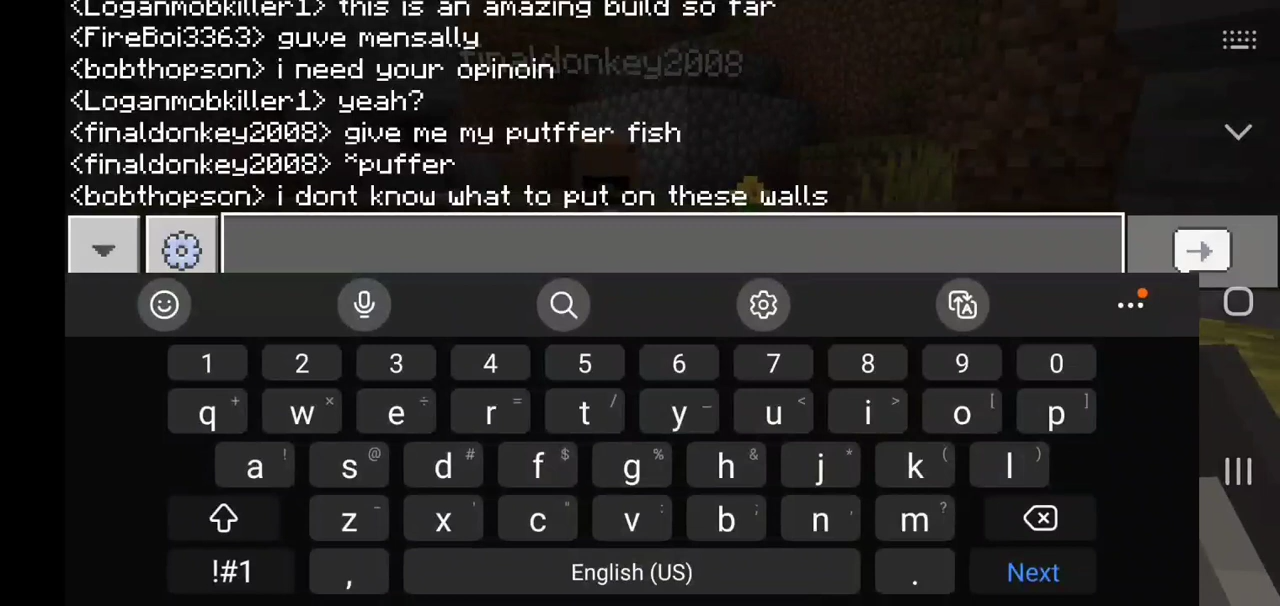 <Loganmobkiller1> this is an amazing build so far
<FireBoi3363> guve mensally
finaldonkey2008
<bobthopson> i need your opinoin
<Loganmobkiller1> yeah?
<finaldonkey2008> give me my putffer fish
<finaldonkey2008> *puffer
<bobthopson> i dont know what to put on these walls
1 2 3 4 5 6 7 8 9 0
q + w × e ÷ r = t / y _ u < i > o [ p ]
a ! s @ d # f $ g % h & j * k ( l )
z - x ' c " v : b ; n , m ?
!#1 , English (US) . Next